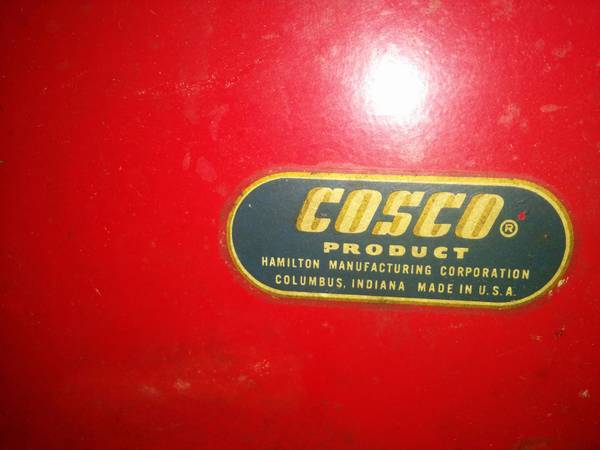 COSCO®
PRODUCT
HAMILTON MANUFACTURING CORPORATION
COLUMBUS, INDIANA MADE IN U.S.A.